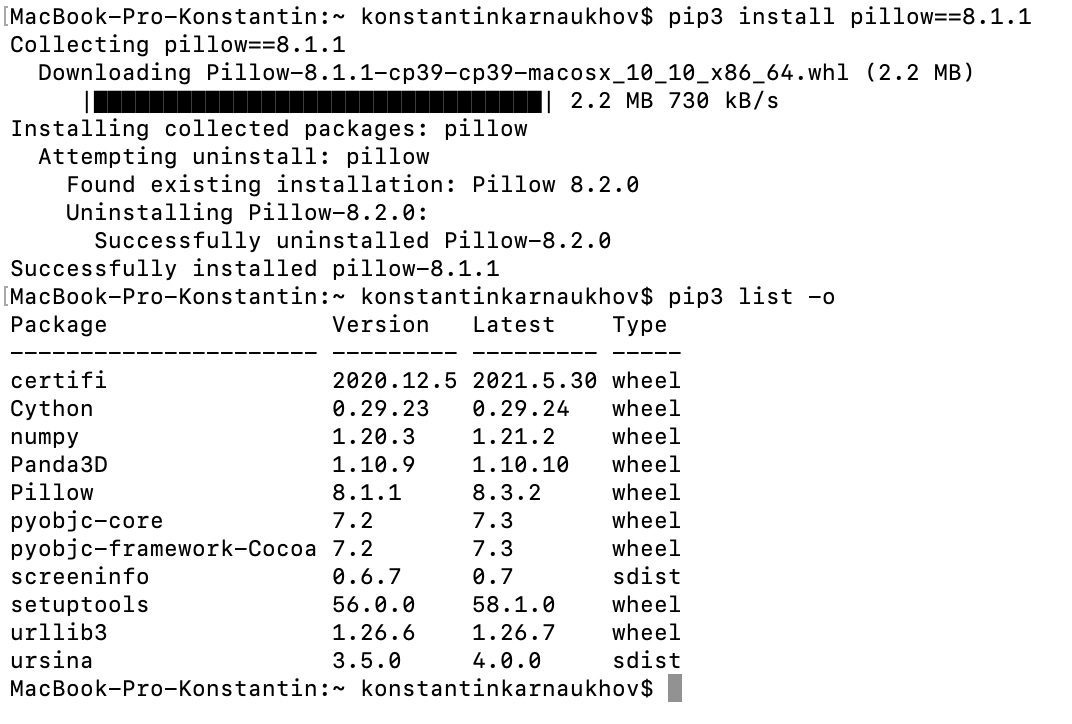 [MacBook-Pro-Konstantin:~ konstantinkarnaukhov$ pip3 install pillow==8.1.1
Collecting pillow==8.1.1
  Downloading Pillow-8.1.1-cp39-cp39-macosx_10_10_x86_64.whl (2.2 MB)
     |████████████████████████████████| 2.2 MB 730 kB/s
Installing collected packages: pillow
  Attempting uninstall: pillow
    Found existing installation: Pillow 8.2.0
    Uninstalling Pillow-8.2.0:
      Successfully uninstalled Pillow-8.2.0
Successfully installed pillow-8.1.1
[MacBook-Pro-Konstantin:~ konstantinkarnaukhov$ pip3 list -o
Package                Version   Latest    Type
---------------------- --------- --------- -----
certifi                2020.12.5 2021.5.30 wheel
Cython                 0.29.23   0.29.24   wheel
numpy                  1.20.3    1.21.2    wheel
Panda3D                1.10.9    1.10.10   wheel
Pillow                 8.1.1     8.3.2     wheel
pyobjc-core            7.2       7.3       wheel
pyobjc-framework-Cocoa 7.2       7.3       wheel
screeninfo             0.6.7     0.7       sdist
setuptools             56.0.0    58.1.0    wheel
urllib3                1.26.6    1.26.7    wheel
ursina                 3.5.0     4.0.0     sdist
MacBook-Pro-Konstantin:~ konstantinkarnaukhov$